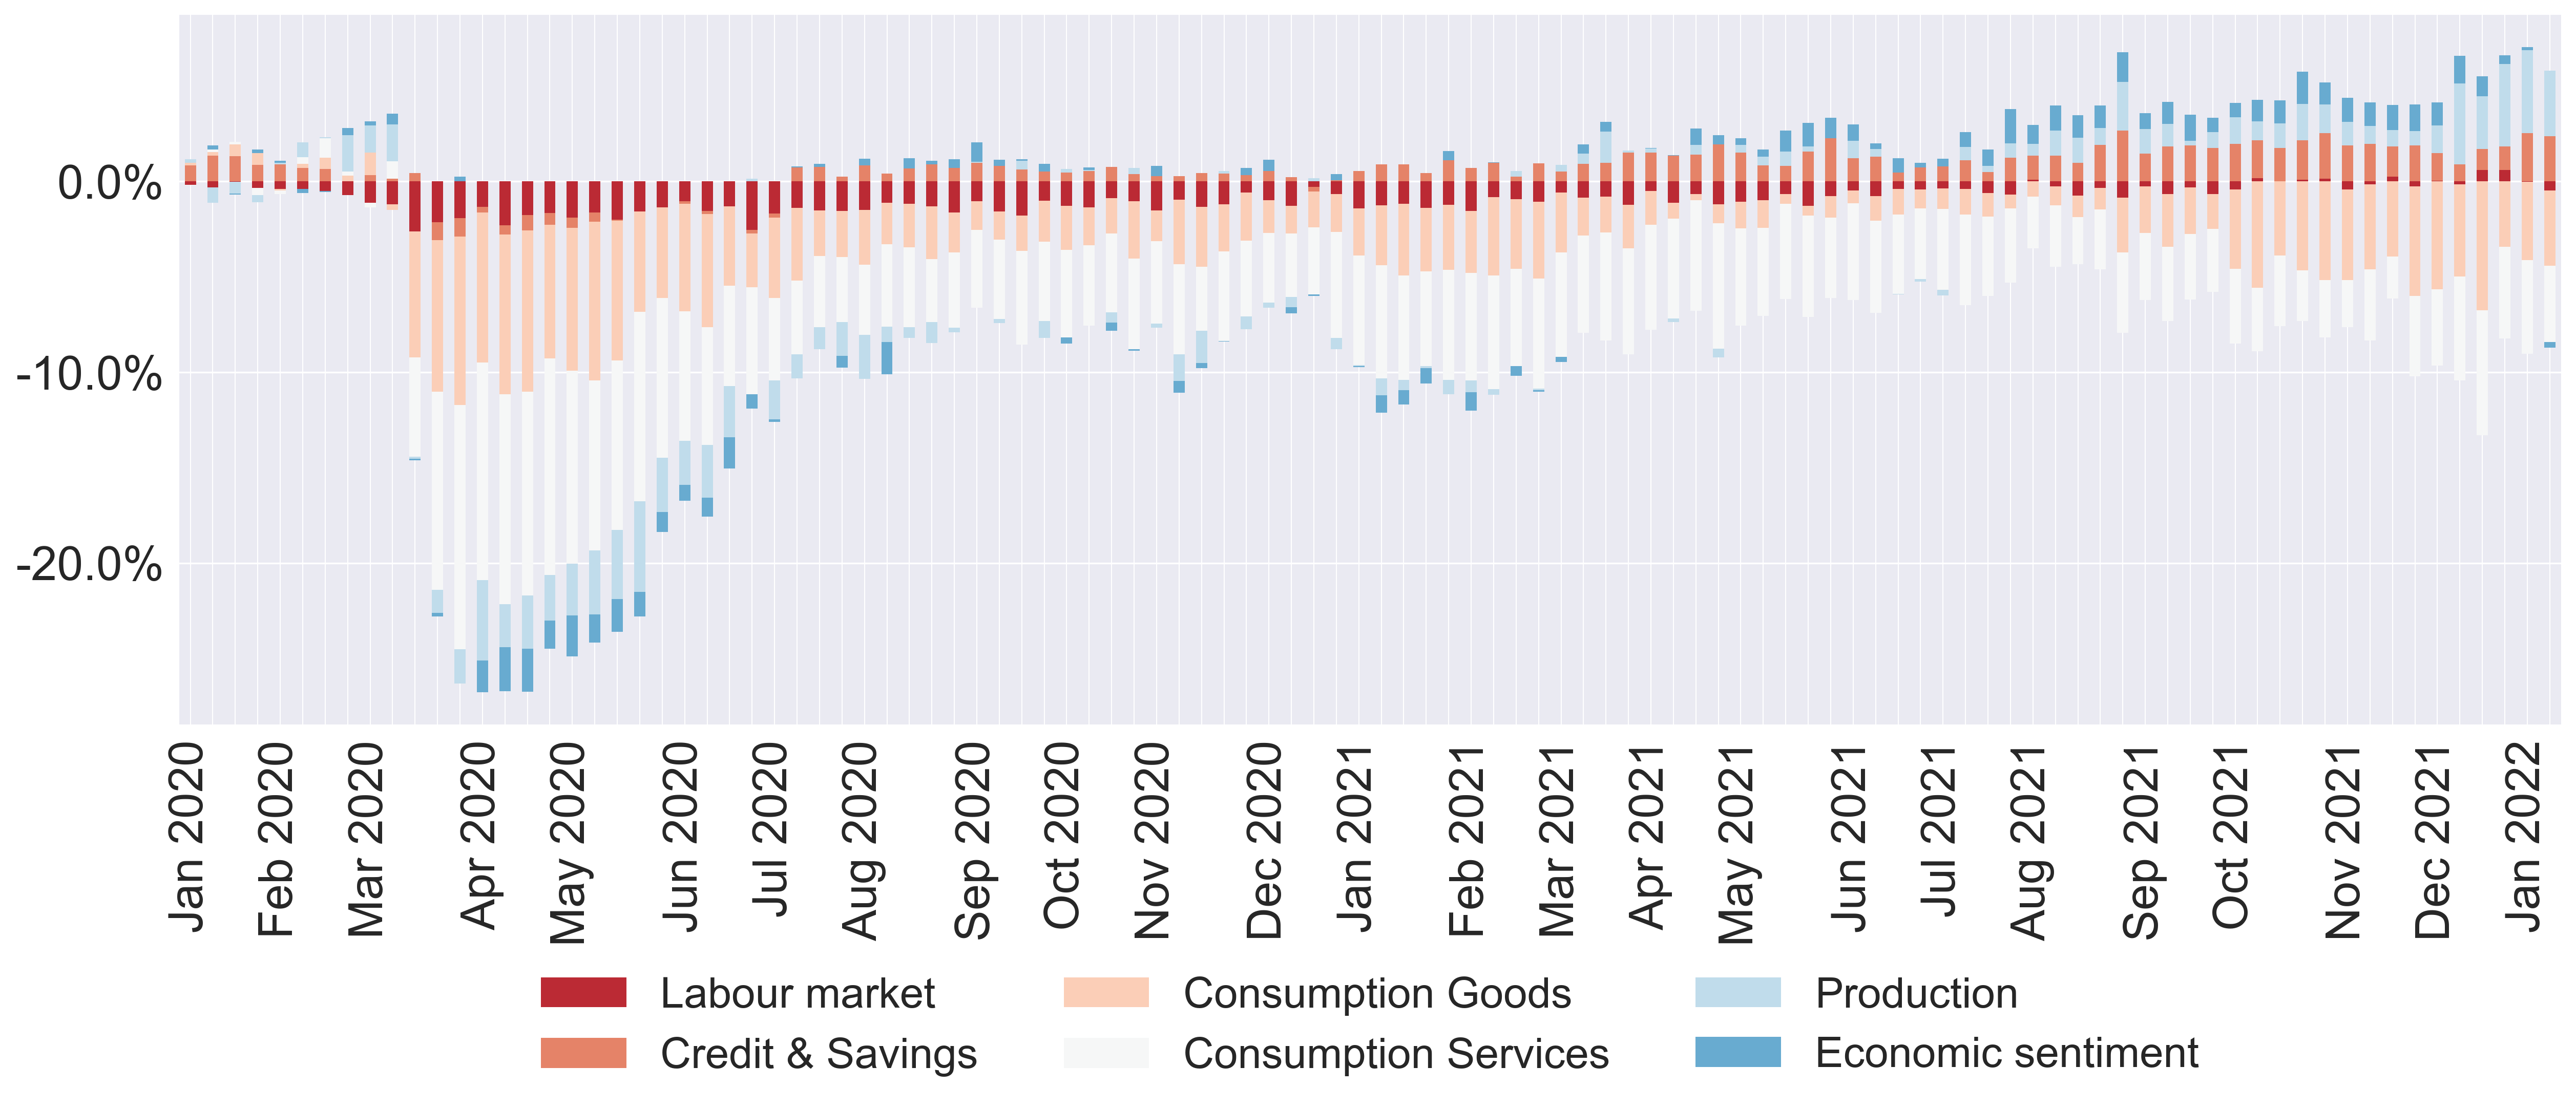 0.0%
-10.0%
-20.0%
Jan 2020
Feb 2020
Mar 2020
Apr 2020
May 2020
Jun 2020
Jul 2020
Aug 2020
Sep 2020
Oct 2020
Nov 2020
Dec 2020
Jan 2021
Feb 2021
Mar 2021
Apr 2021
May 2021
Jun 2021
Jul 2021
Aug 2021
Sep 2021
Oct 2021
Nov 2021
Dec 2021
Jan 2022
Labour market
Credit & Savings
Consumption Goods
Consumption Services
Production
Economic sentiment